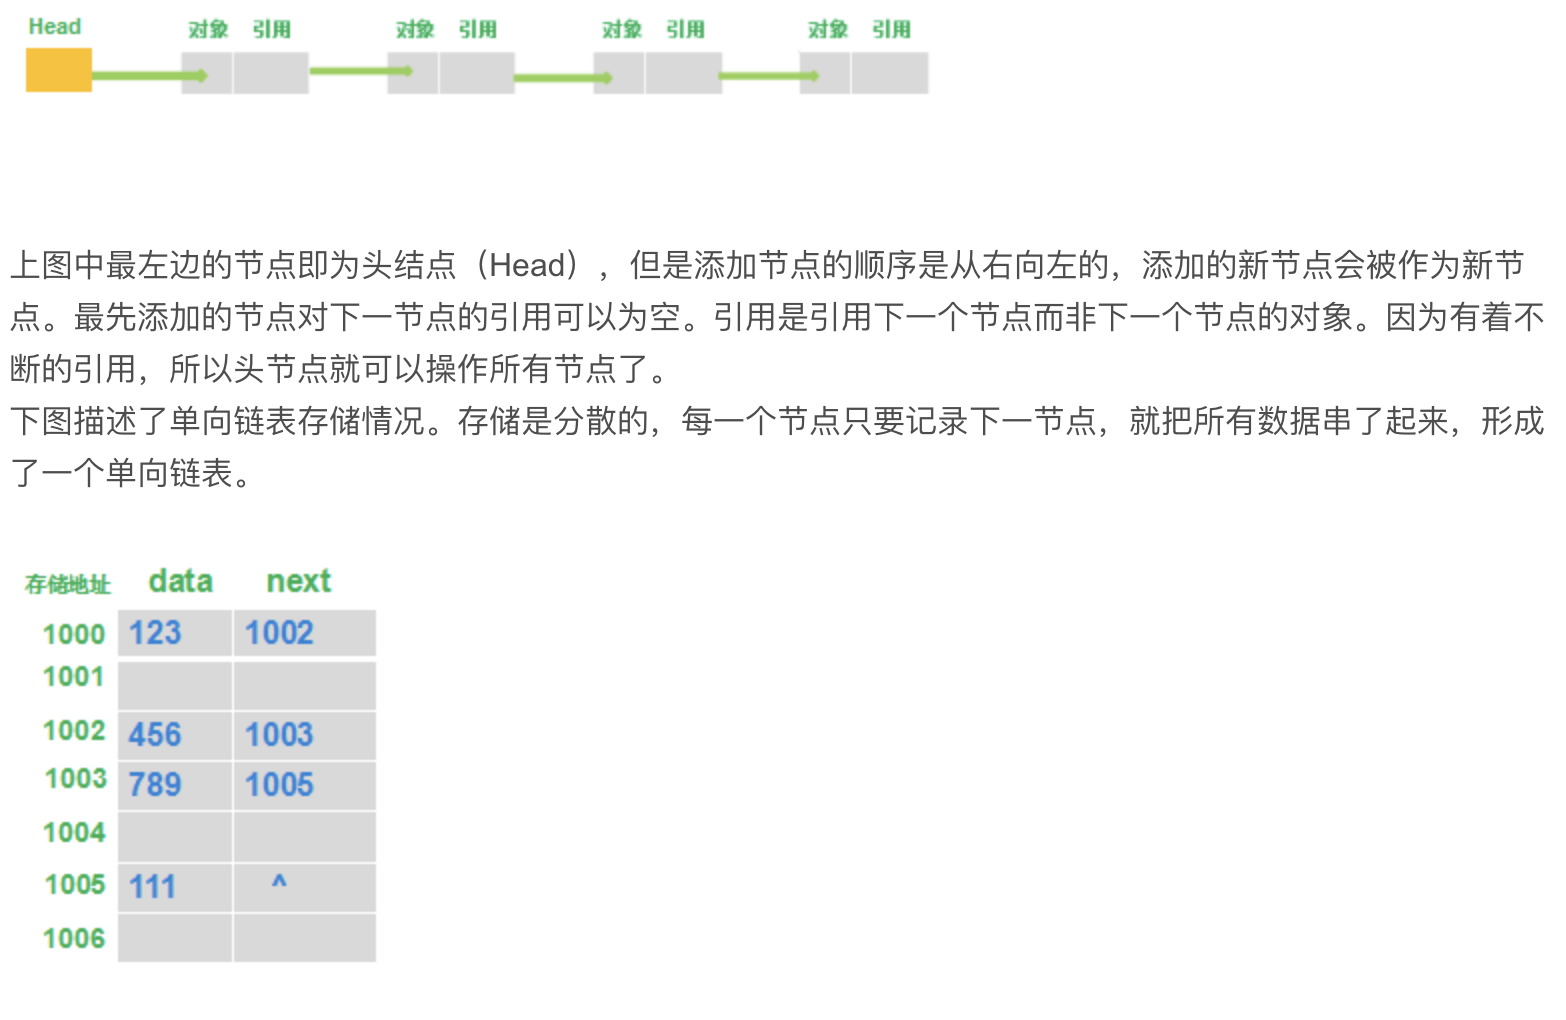 Head 对象 引用 对象 引用 对象 引用 对象 引用
上图中最左边的节点即为头结点（Head），但是添加节点的顺序是从右向左的，添加的新节点会被作为新节
点。最先添加的节点对下一节点的引用可以为空。引用是引用下一个节点而非下一个节点的对象。因为有着不
断的引用，所以头节点就可以操作所有节点了。
下图描述了单向链表存储情况。存储是分散的，每一个节点只要记录下一节点，就把所有数据串了起来，形成
了一个单向链表。
存储地址 data next
1000 123 1002
1001
1002 456 1003
1003 789 1005
1004
1005 111 ^
1006